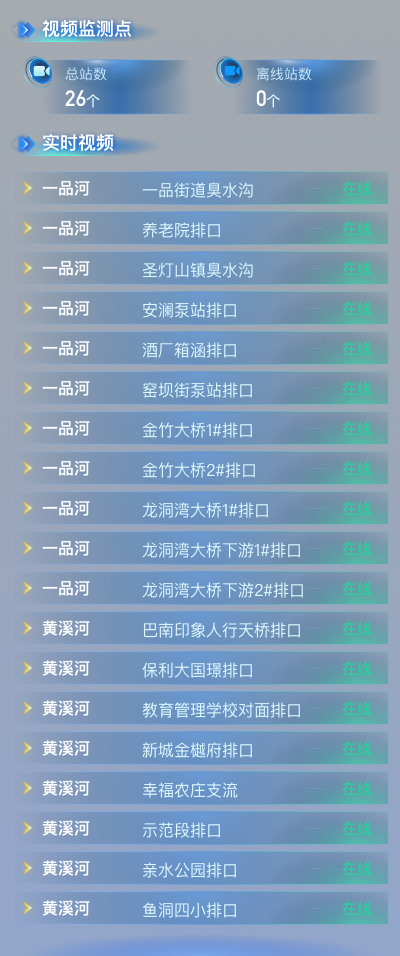 视频监测点
总站数
26个
离线站数
0个
实时视频
一品河 一品街道臭水沟 在线
一品河 养老院排口 在线
一品河 圣灯山镇臭水沟 在线
一品河 安澜泵站排口 在线
一品河 酒厂箱涵排口 在线
一品河 窑坝街泵站排口 在线
一品河 金竹大桥1#排口 在线
一品河 金竹大桥2#排口 在线
一品河 龙洞湾大桥1#排口 在线
一品河 龙洞湾大桥下游1#排口 在线
一品河 龙洞湾大桥下游2#排口 在线
黄溪河 巴南印象人行天桥排口 在线
黄溪河 保利大国璟排口 在线
黄溪河 教育管理学校对面排口 在线
黄溪河 新城金樾府排口 在线
黄溪河 幸福农庄支流 在线
黄溪河 示范段排口 在线
黄溪河 亲水公园排口 在线
黄溪河 鱼洞四小排口 在线